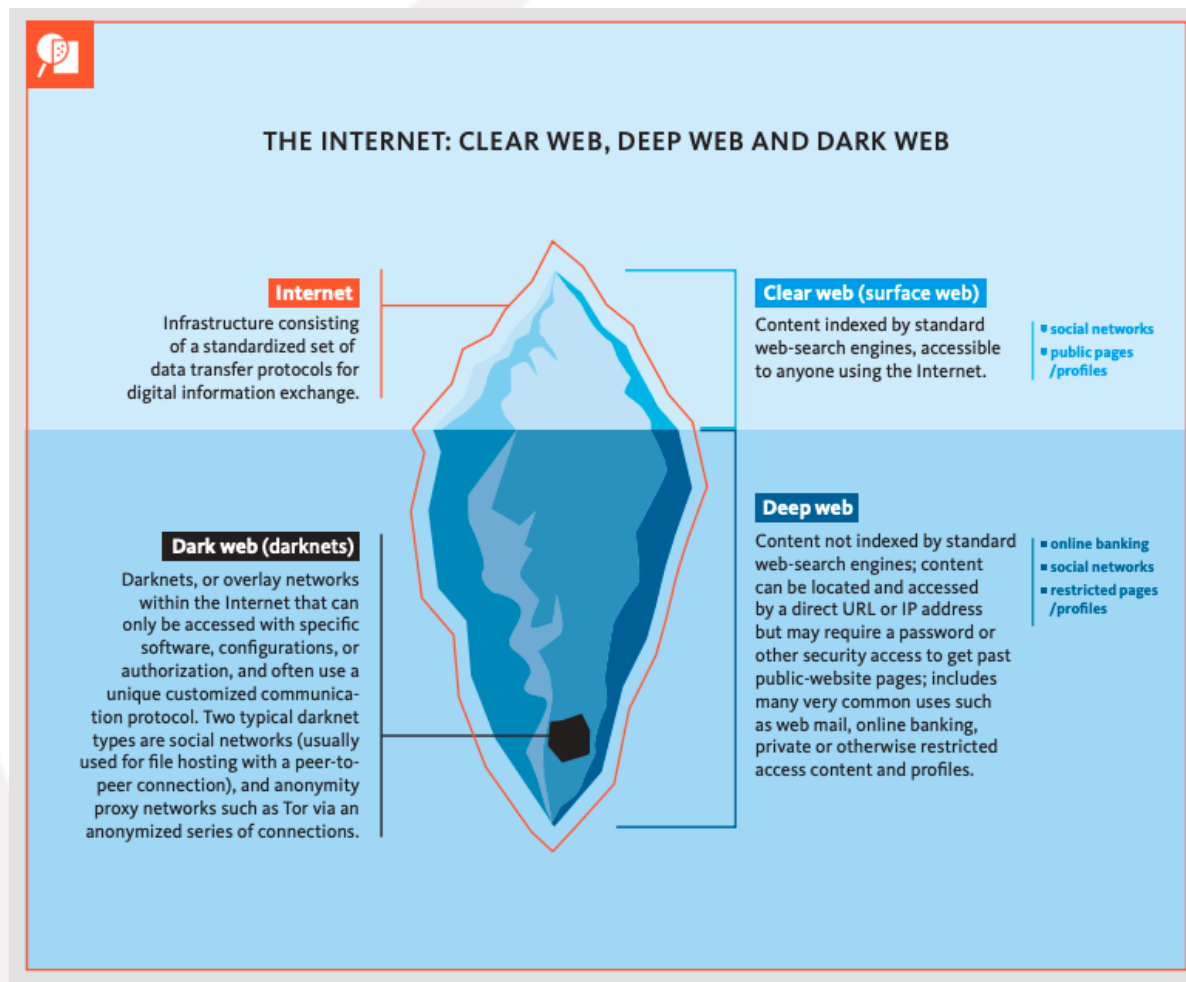 THE INTERNET: CLEAR WEB, DEEP WEB AND DARK WEB
Internet
Infrastructure consisting
of a standardized set of
data transfer protocols for
digital information exchange.
Clear web (surface web)
Content indexed by standard
web-search engines, accessible
to anyone using the Internet.
social networks
public pages
/profiles
Dark web (darknets)
Darknets, or overlay networks
within the Internet that can
only be accessed with specific
software, configurations, or
authorization, and often use a
unique customized communica-
tion protocol. Two typical darknet
types are social networks (usually
used for file hosting with a peer-to-
peer connection), and anonymity
proxy networks such as Tor via an
anonymized series of connections.
Deep web
Content not indexed by standard
web-search engines; content
can be located and accessed
by a direct URL or IP address
but may require a password or
other security access to get past
public-website pages; includes
many very common uses such
as web mail, online banking,
private or otherwise restricted
access content and profiles.
online banking
social networks
restricted pages
/profiles